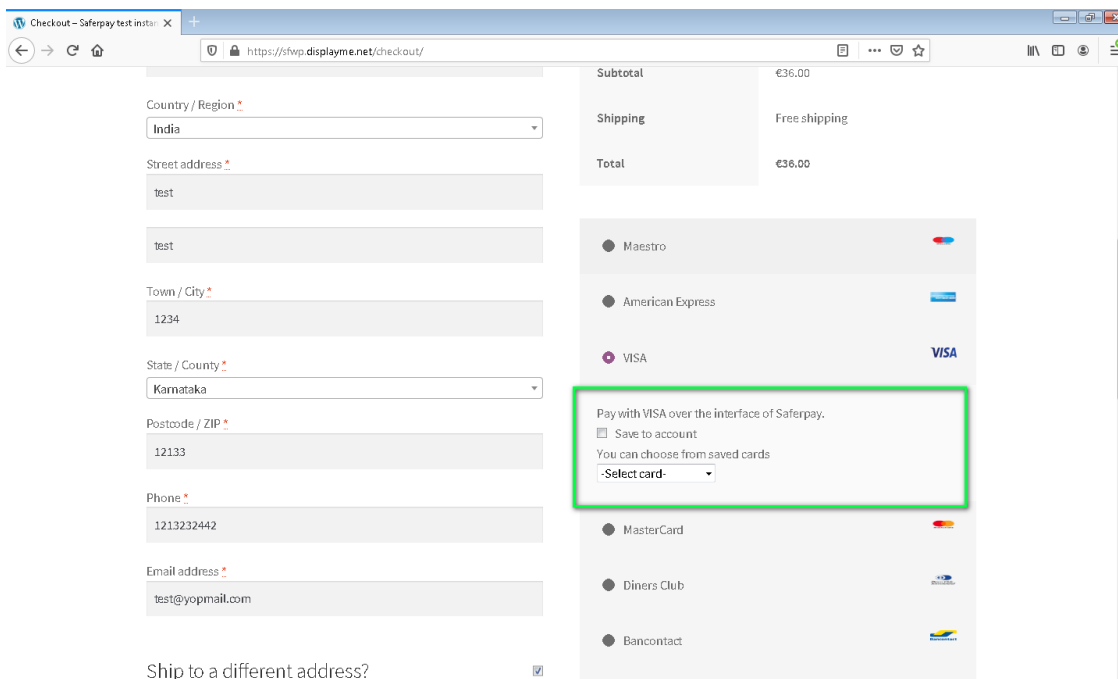 Checkout – Saferpay test instan
https://sfwp.displayme.net/checkout/
Country / Region *
India
Street address *
test
test
Town / City *
1234
State / County *
Karnataka
Postcode / ZIP *
12133
Phone *
1213232442
Email address *
test@yopmail.com
Ship to a different address?
Subtotal €36.00
Shipping Free shipping
Total €36.00
Maestro
American Express
VISA VISA
Pay with VISA over the interface of Saferpay.
Save to account
You can choose from saved cards
-Select card-
MasterCard
Diners Club
Bancontact